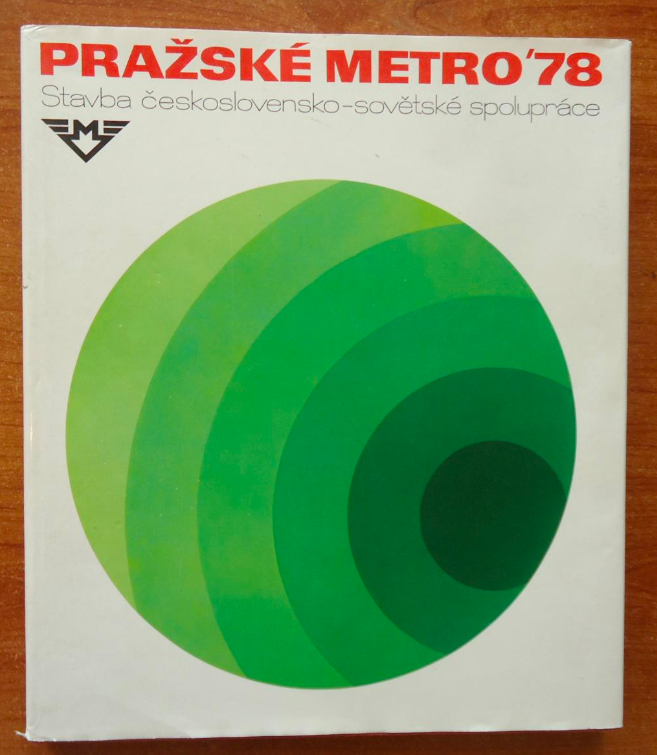 PRAŽSKÉ METRO '78
Stavba československo-sovětské spolupráce
M